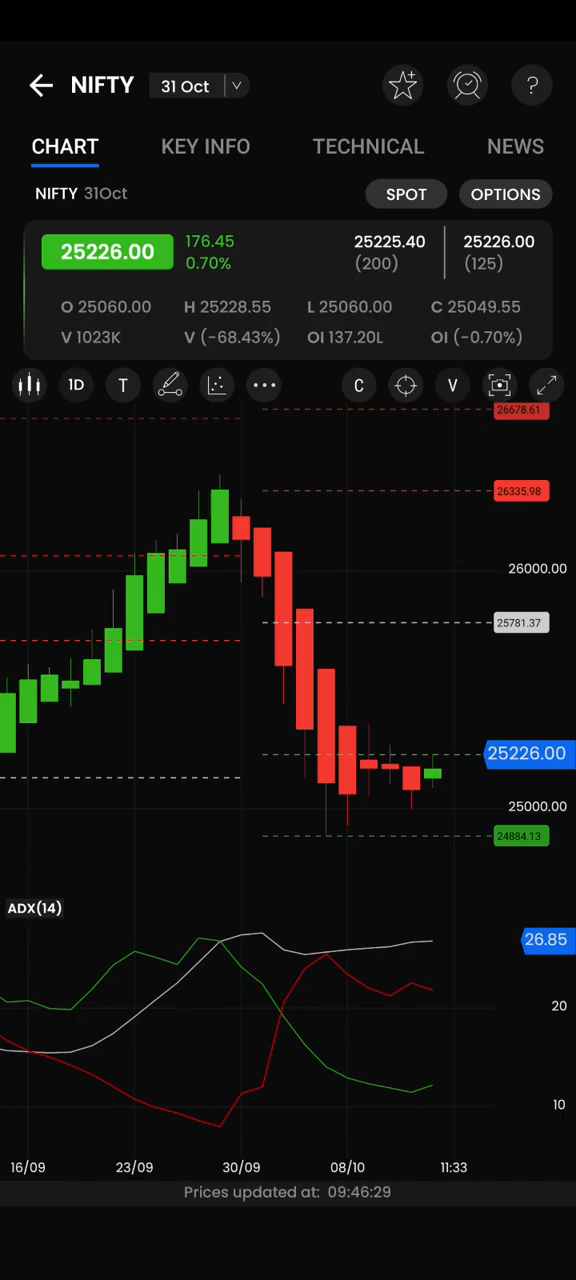 NIFTY 31 Oct
CHART KEY INFO TECHNICAL NEWS
NIFTY 31Oct SPOT OPTIONS
25226.00 176.45 25225.40 25226.00
0.70% (200) (125)
O 25060.00 H 25228.55 L 25060.00 C 25049.55
V 1023K V (-68.43%) OI 137.20L OI (-0.70%)
1D T C V
26678.61
26335.98
26000.00
25781.37
25226.00
25000.00
24884.13
ADX(14)
26.85
20
10
16/09 23/09 30/09 08/10 11:33
Prices updated at: 09:46:29